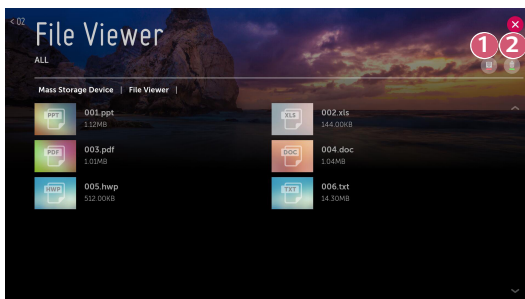 < 02
File Viewer
1 2
ALL
Mass Storage Device | File Viewer |
PPT 001.ppt
1.12MB
XLS 002.xls
144.00KB
PDF 003.pdf
1.01MB
DOC 004.doc
1.04MB
HWP 005.hwp
512.00KB
TXT 006.txt
14.30MB